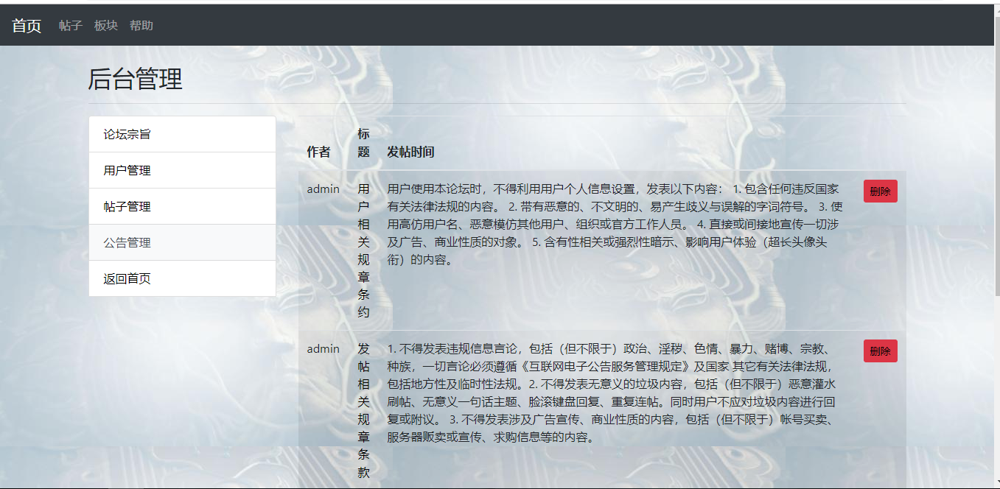 首页 帖子 板块 帮助
后台管理
论坛宗旨
用户管理
帖子管理
公告管理
返回首页
作者 标题 发帖时间
admin
用户相关规章条约
用户使用本论坛时，不得利用用户个人信息设置，发表以下内容： 1. 包含任何违反国家
有关法律法规的内容。 2. 带有恶意的、不文明的、易产生歧义与误解的字词符号。 3. 使
用高仿用户名、恶意模仿其他用户、组织或官方工作人员。 4. 直接或间接地宣传一切涉
及广告、商业性质的对象。 5. 含有性相关或强烈性暗示、影响用户体验（超长头像头
衔）的内容。
删除
admin
发帖相关规章条款
1. 不得发表违规信息言论，包括（但不限于）政治、淫秽、色情、暴力、赌博、宗教、
种族，一切言论必须遵循《互联网电子公告服务管理规定》及国家 其它有关法律法规，
包括地方性及临时性法规。2. 不得发表无意义的垃圾内容，包括（但不限于）恶意灌水
刷帖、无意义一句话主题、脸滚键盘回复、重复连帖。同时用户不应对垃圾内容进行回
复或附议。 3. 不得发表涉及广告宣传、商业性质的内容，包括（但不限于）帐号买卖、
服务器贩卖或宣传、求购信息等的内容。
删除